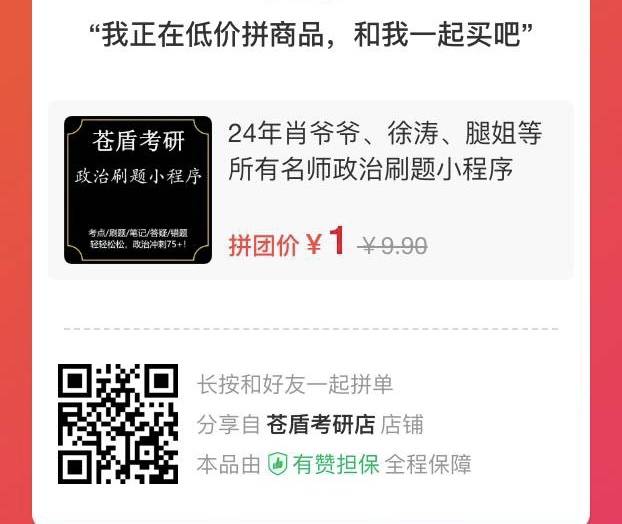 “我正在低价拼商品，和我一起买吧”
苍盾考研
政治刷题小程序
考点/刷题/笔记/答疑/错题
轻轻松松，政治冲刺75+！
24年肖爷爷、徐涛、腿姐等
所有名师政治刷题小程序
拼团价 ¥1 ¥9.90
长按和好友一起拼单
分享自 苍盾考研店 店铺
本品由 有赞担保 全程保障